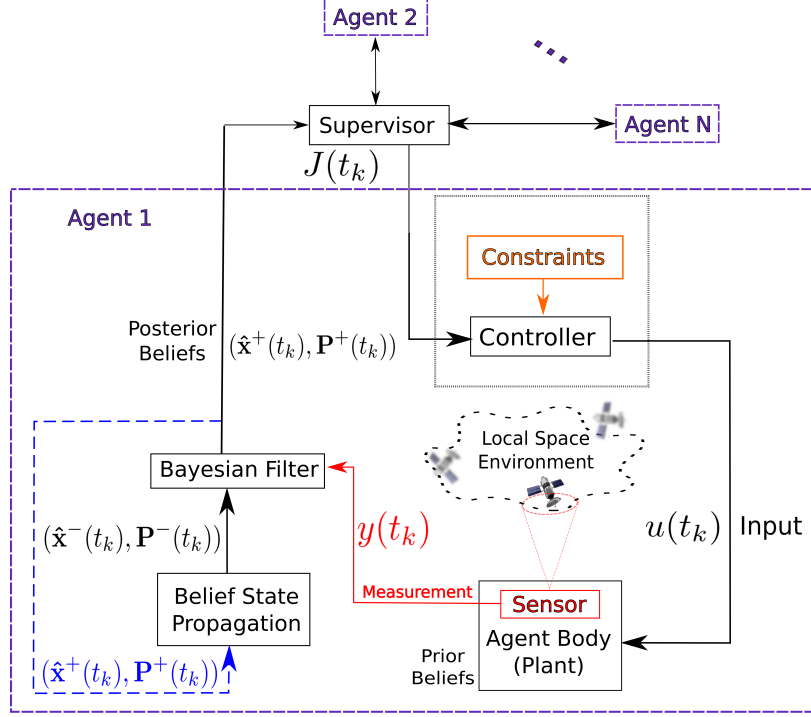 Agent 2
Supervisor
Agent N
J(t_k)
Agent 1
Constraints
Controller
Posterior
Beliefs
(x̂⁺(t_k), P⁺(t_k))
Local Space
Environment
Bayesian Filter
(x̂⁻(t_k), P⁻(t_k))
y(t_k)
u(t_k)
Input
Measurement
Belief State
Propagation
Sensor
Agent Body
(Plant)
Prior
Beliefs
(x̂⁺(t_k), P⁺(t_k))